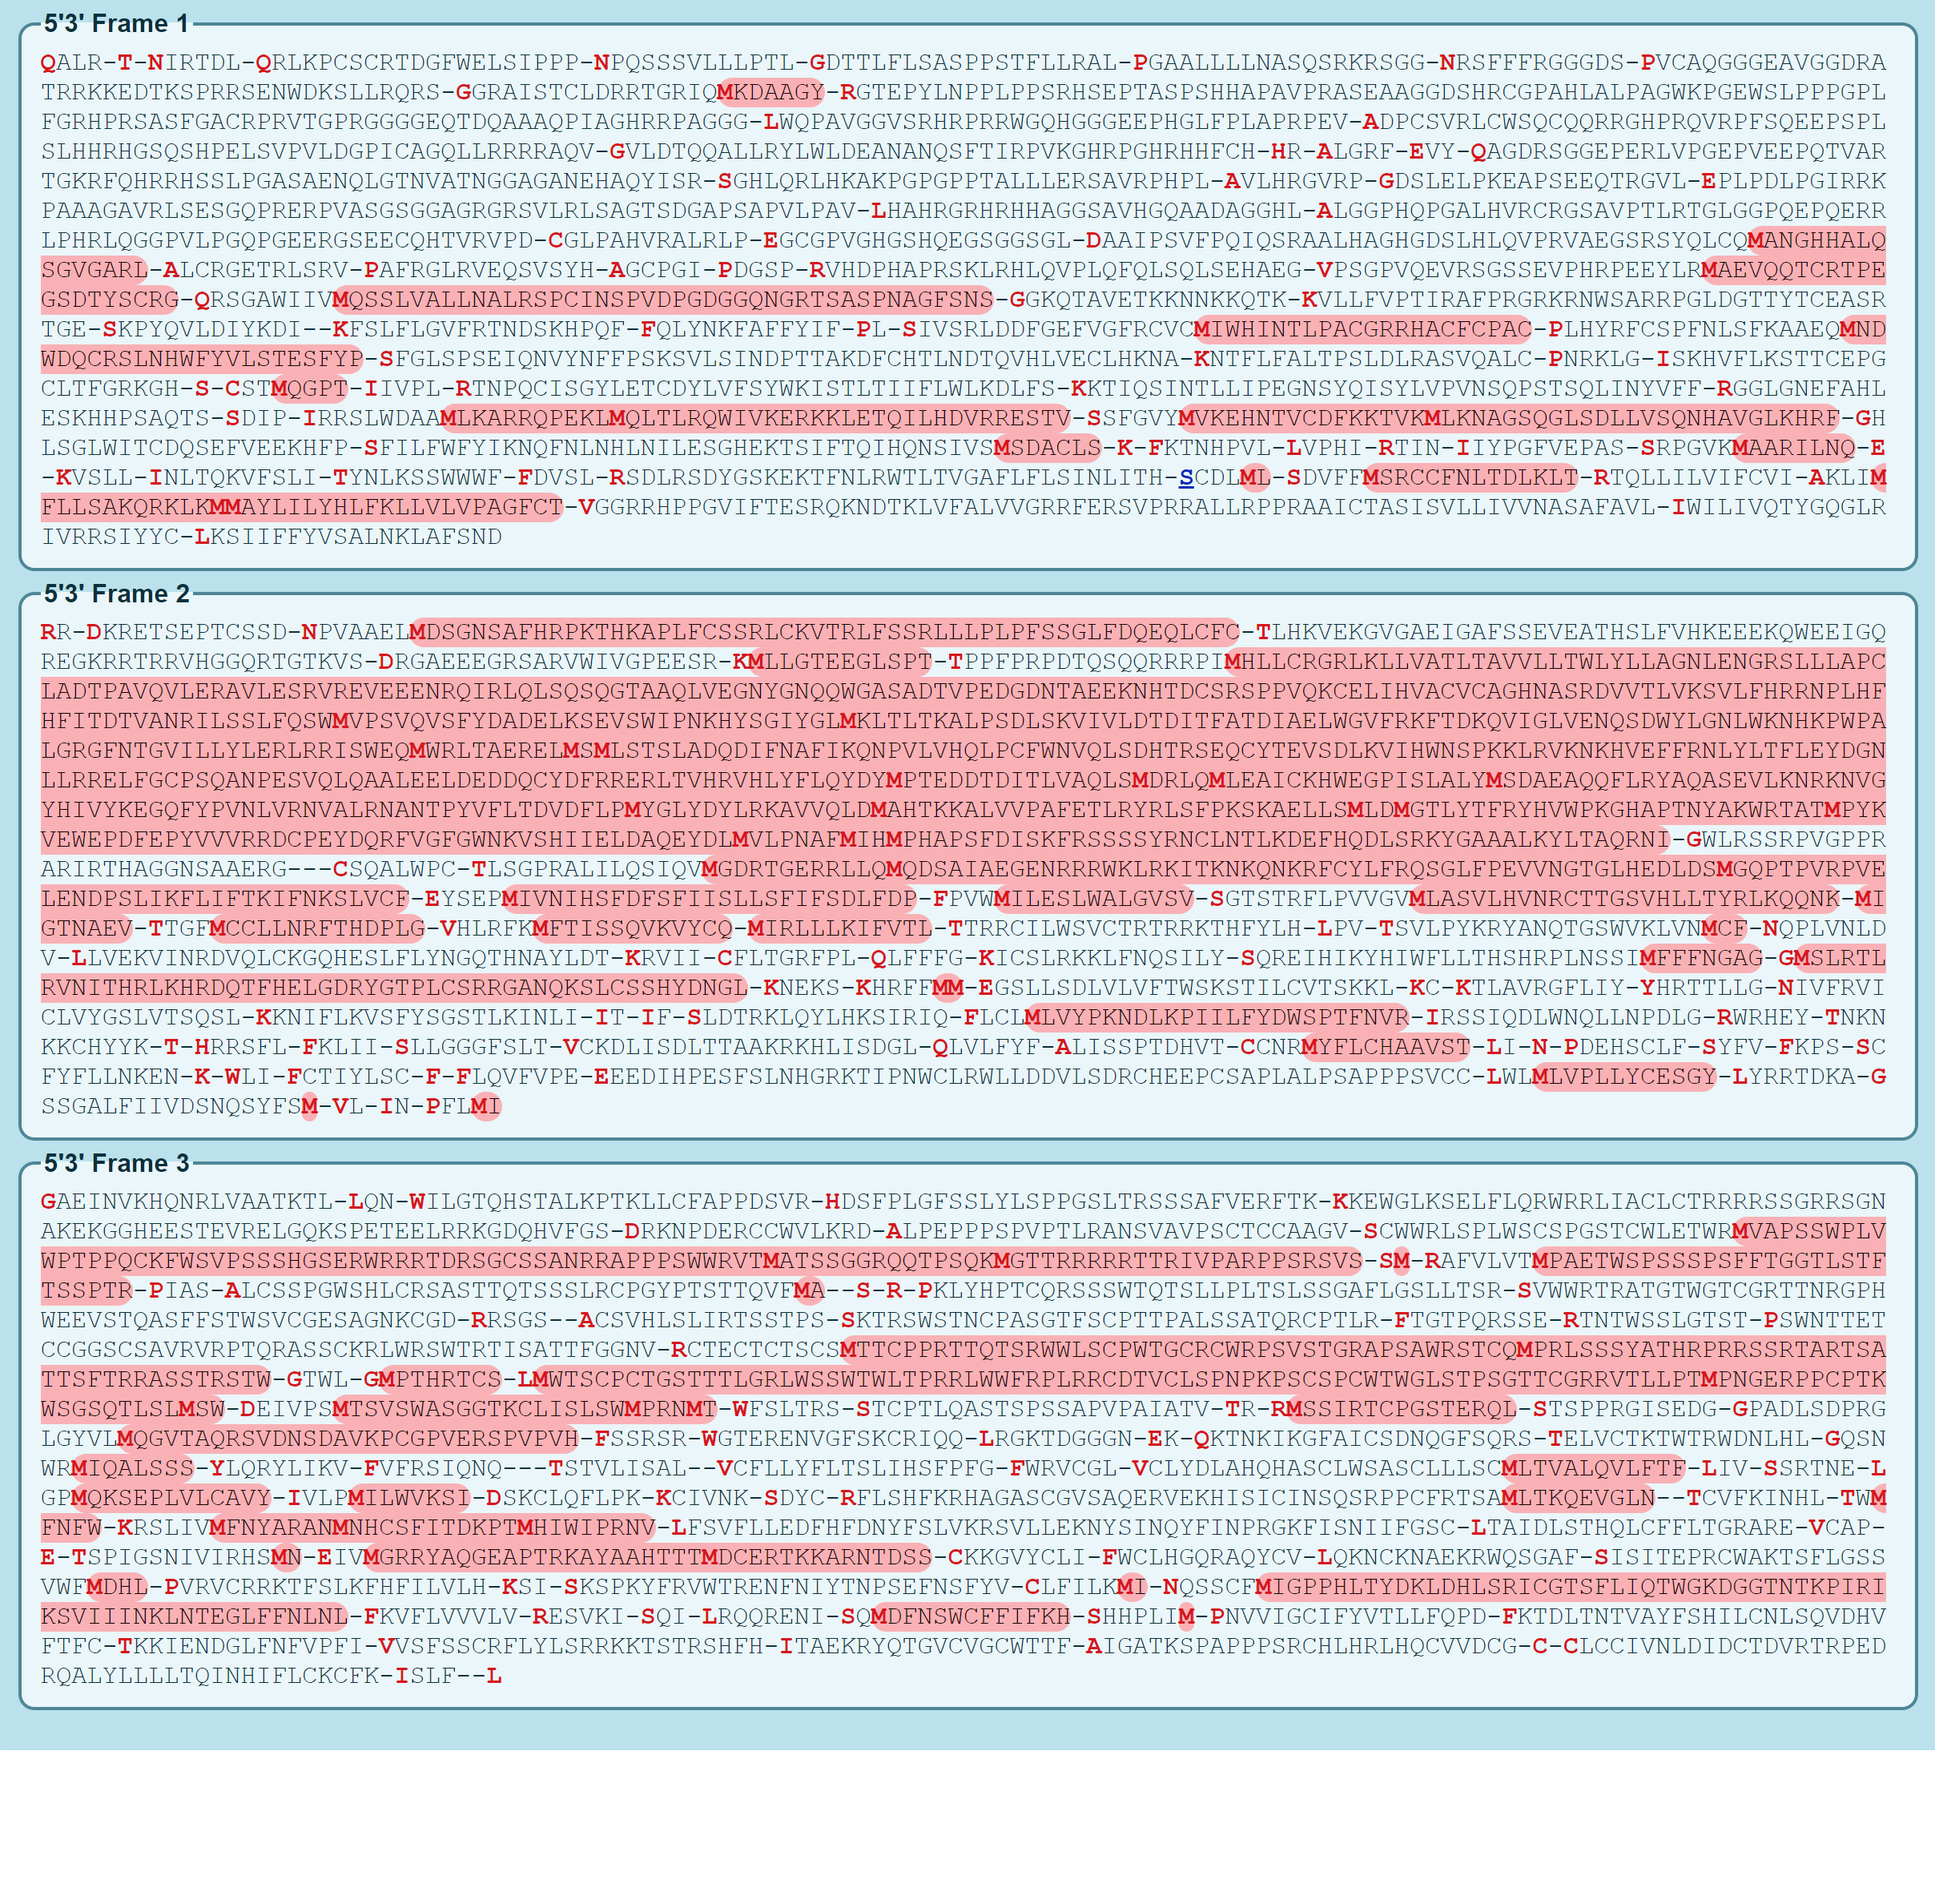 5'3' Frame 1
QALR-T-NIRTDL-QRLKPCSCRTDGFWELSIPPP-NPQSSSVLLLPTL-GDTTLFLSASPPSTFLLRAL-PGAALLLLNASQSRKRSGG-NRSFFFRGGGDS-PVCAQGGGEAVGGDRA
TRRKKEDTKSPRRSENWDKSLLRQRS-GGRAISTCLDRRTGRIQMKDAAGY-RGTEPYLNPPLPPSRHSEPTASPSHHAPAVPRASEAAGGDSHRCGPAHLALPAGWKPGEWSLPPPGPL
FGRHPRSASFGACRPRVTGPRGGGGEQTDQAAAQPIAGHRRPAGGG-LWQPAVGGVSRHRPRRWGQHGGGEEPHGLFPLAPRPEV-ADPCSVRLCWSQCQQRRGHPRQVRPFSQEEPSPL
SLHHRHGSQSHPELSVPVLDGPICAGQLLRRRRAQV-GVLDTQQALLRYLWLDEANANQSFTIRPVKGHRPGHRHHFCH-HR-ALGRF-EVY-QAGDRSGGEPERLVPGEPVEEPQTVAR
TGKRFQHRRHSSLPGASAENQLGTNVATNGGAGANEHAQYISR-SGHLQRLHKAKPGPGPPTALLLERSAVRPHPL-AVLHRGVRP-GDSLELPKEAPSEEQTRGVL-EPLPDLPGIRRK
PAAAGAVRLSESGQPRERPVASGSGGAGRGRSVLRLSAGTSDGAPSAPVLPAV-LHAHRGRHRHHAGGSAVHGQAADAGGHL-ALGGPHQPGALHVRCRGSAVPTLRTGLGGPQEPQERR
LPHRLQGGPVLPGQPGEERGSEECQHTVRVPD-CGLPAHVRALRLP-EGCGPVGHGSHQEGSGGSGL-DAAIPSVFPQIQSRAALHAGHGDSLHLQVPRVAEGSRSYQLCQMANGHHALQ
SGVGARL-ALCRGETRLSRV-PAFRGLRVEQSVSYH-AGCPGI-PDGSP-RVHDPHAPRSKLRHLQVPLQFQLSQLSEHAEG-VPSGPVQEVRSGSSEVPHRPEEYLRMAEVQQTCRTPE
GSDTYSCRG-QRSGAWIIVMQSSLVALLNALRSPCINSPVDPGDGGQNGRTSASPNAGFSNS-GGKQTAVETKKNNKKQTK-KVLLFVPTIRAFPRGRKRNWSARRPGLDGTTYTCEASR
TGE-SKPYQVLDIYKDI--KFSLFLGVFRTNDSKHPQF-FQLYNKFAFFYIF-PL-SIVSRLDDFGEFVGFRCVCMIWHINTLPACGRRHACFCPAC-PLHYRFCSPFNLSFKAAEQMND
WDQCRSLNHWFYVLSTESFYP-SFGLSPSEIQNVYNFFPSKSVLSINDPTTAKDFCHTLNDTQVHLVECLHKNA-KNTFLFALTPSLDLRASVQALC-PNRKLG-ISKHVFLKSTTCEPG
CLTFGRKGH-S-CSTMQGPT-IIVPL-RTNPQCISGYLETCDYLVFSYWKISTLTIIFLWLKDLFS-KKTIQSINTLLIPEGNSYQISYLVPVNSQPSTSQLINYVFF-RGGLGNEFAHL
ESKHHPSAQTS-SDIP-IRRSLWDAAMLKARRQPEKLMQLTLRQWIVKERKKLETQILHDVRRESTV-SSFGVYMVKEHNTVCDFKKTVKMLKNAGSQGLSDLLVSQNHAVGLKHRF-GH
LSGLWITCDQSEFVEEKHFP-SFILFWFYIKNQFNLNHLNILESGHEKTSIFTQIHQNSIVSMSDACLS-K-FKTNHPVL-LVPHI-RTIN-IIYPGFVEPAS-SRPGVKMAARILNQ-E
-KVSLL-INLTQKVFSLI-TYNLKSSWWWF-FDVSL-RSDLRSDYGSKEKTFNLRWTLTVGAFLFLSINLITH-SCDLML-SDVFFMSRCCFNLTDLKLT-RTQLLILVIFCVI-AKLIM
FLLSAKQRKLKMMAYLILYHLFKLLVLVPAGFCT-VGGRRHPPGVIFTESRQKNDTKLVFALVVGRRFERSVPRRALLRPPRAAICTASISVLLIVVNASAFAVL-IWILIVQTYGQGLR
IVRRSIYYC-LKSIIFFYVSALNKLAFSND
5'3' Frame 2
RR-DKRETSEPTCSSD-NPVAAELMDSGNSAFHRPKTHKAPLFCSSRLCKVTRLFSSRLLLPLPFSSGLFDQEQLCFC-TLHKVEKGVGAEIGAFSSEVEATHSLFVHKEEEKQWEEIGQ
REGKRRTRRVHGGQRTGTKVS-DRGAEEEGRSARVWIVGPEESR-KMLLGTEEGLSPT-TPPFPRPDTQSQQRRRPIMHLLCRGRLKLLVATLTAVVLLTWLYLLAGNLENGRSLLLAPC
LADTPAVQVLERAVLESRVREVEEENRQIRLQLSQSQGTAAQLVEGNYGNQQWGASADTVPEDGDNTAEEKNHTDCSRSPPVQKCELIHVACVCAGHNASRDVVTLVKSVLFHRRNPLHF
HFITDTVANRILSSLFQSWMVPSVQVSFYDADELKSEVSWIPNKHYSGIYGLMKLTLTKALPSDLSKVIVLDTDITFATDIAELWGVFRKFTDKQVIGLVENQSDWYLGNLWKNHKPWPA
LGRGFNTGVILLYLERLRRISWEQMWRLTAERELMSMLSTSLADQDIFNAFIKQNPVLVHQLPCFWNVQLSDHTRSEQCYTEVSDLKVIHWNSPKKLRVKNKHVEFFRNLYLTFLEYDGN
LLRRELFGCPSQANPESVQLQAALEELDEDDQCYDFRRERLTVHRVHLYFLQYDYMPTEDDTDITLVAQLSMDRLQMLEAICKHWEGPISLALYMSDAEAQQFLRYAQASEVLKNRKNVG
YHIVYKEGQFYPVNLVRNVALRNANTPYVFLTDVDFLPMYGLYDYLRKAVVQLDMAHTKKALVVPAFETLRYRLSFPKSKAELLSMLDMGTLYTFRYHVWPKGHAPTNYAKWRTATMPYK
VEWEPDFEPYVVVRRDCPEYDQRFVGFGWNKVSHIIELDAQEYDLMVLPNAFMIHMPHAPSFDISKFRSSSSYRNCLNTLKDEFHQDLSRKYGAAALKYLTAQRNI-GWLRSSRPVGPPR
ARIRTHAGGNSAAERG---CSQALWPC-TLSGPRALILQSIQVMGDRTGERRLLQMQDSAIAEGENRRRWKLRKITKNKQNKRFCYLFRQSGLFPEVVNGTGLHEDLDSMGQPTPVRPVE
LENDPSLIKFLIFTKIFNKSLVCF-EYSEPMIVNIHSFDFSFIISLLSFIFSDLFDP-FPVWMILESLWALGVSV-SGTSTRFLPVVGVMLASVLHVNRCTTGSVHLLTYRLKQQNK-MI
GTNAEV-TTGFMCCLLNRFTHDPLG-VHLRFKMFTISSQVKVYCQ-MIRLLLKIFVTL-TTRRCILWSVCTRTRRKTHFYLH-LPV-TSVLPYKRYANQTGSWVKLVNMCF-NQPLVNLD
V-LLVEKVINRDVQLCKGQHESLFLYNGQTHNAYLDT-KRVII-CFLTGRFPL-QLFFFG-KICSLRKKLFNQSILY-SQREIHIKYHIWFLLTHSHRPLNSSIMFFFNGAG-GMSLRTL
RVNITHRLKHRDQTFHELGDRYGTPLCSRRGANQKSLCSSHYDNGL-KNEKS-KHRFFMM-EGSLLSDLVLVFTWSKSTILCVTSKKL-KC-KTLAVRGFLIY-YHRTTLLG-NIVFRVI
CLVYGSLVTSQSL-KKNIFLKVSFYSGSTLKINLI-IT-IF-SLDTRKLQYLHKSIRIQ-FLCLMLVYPKNDLKPIILFYDWSPTFNVR-IRSSIQDLWNQLLNPDLG-RWRHEY-TNKN
KKCHYYK-T-HRRSFL-FKLII-SLLGGGFSLT-VCKDLISDLTTAAKRKHLISDGL-QLVLFYF-ALISSPTDHVT-CCNRMYFLCHAAVST-LI-N-PDEHSCLF-SYFV-FKPS-SC
FYFLLNKEN-K-WLI-FCTIYLSC-F-FLQVFVPE-EEEDIHPESFSLNHGRKTIPNWCLRWLLDDVLSDRCHEEPCSAPLALPSAPPPSVCC-LWLMLVPLLYCESGY-LYRRTDKA-G
SSGALFIIVDSNQSYFSM-VL-IN-PFLMI
5'3' Frame 3
GAEINVKHQNRLVAATKTL-LQN-WILGTQHSTALKPTKLLCFAPPDSVR-HDSFPLGFSSLYLSPPGSLTRSSSAFVERFTK-KKEWGLKSELFLQRWRRLIACLCTRRRRSSGRRSGN
AKEKGGHEESTEVRELGQKSPETEELRRKGDQHVFGS-DRKNPDERCCWVLKRD-ALPEPPPSPVPTLRANSVAVPSCTCCAAGV-SCWWRLSPLWSCSPGSTCWLETWRMVAPSSWPLV
WPTPPQCKFWSVPSSSHGSERWRRRTDRSGCSSANRRAPPPSWWRVTMATSSGGRQQTPSQKMGTTRRRRRTTRIVPARPPSRSVS-SM-RAFVLVTMPAETWSPSSSPSFFTGGTLSTF
TSSPTR-PIAS-ALCSSPGWSHLCRSASTTQTSSSLRCPGYPTSTTQVFMA--S-R-PKLYHPTCQRSSSWTQTSLLPLTSLSSGAFLGSLLTSR-SVWWRTRATGTWGTCGRTTNRGPH
WEEVSTQASFFSTWSVCGESAGNKCGD-RRSGS--ACSVHLSLIRTSSTPS-SKTRSWSTNCPASGTFSCPTTPALSSATQRCPTLR-FTGTPQRSSE-RTNTWSSLGTST-PSWNTTET
CCGGSCSAVRVRPTQRASSCKRLWRSWTRTISATTFGGNV-RCTECTCTSCSMTTCPPRTTQTSRWWLSCPWTGCRCWRPSVSTGRAPSAWRSTCQMPRLSSSYATHRPRRSSRTARTSA
TTSFTRRASSTRSTW-GTWL-GMPTHRTCS-LMWTSCPCTGSTTTLGRLWSSWTWLTPRRLWWFRPLRRCDTVCLSPNPKPSCSPCWTWGLSTPSGTTCGRRVTLLPTMPNGERPPCPTK
WSGSQTLSLMSW-DEIVPSMTSVSWASGGTKCLISLSWMPRNMT-WFSLTRS-STCPTLQASTSPSSAPVPAIATV-TR-RMSSIRTCPGSTERQL-STSPPRGISEDG-GPADLSDPRG
LGYVLMQGVTAQRSVDNSDAVKPCGPVERSPVPVH-FSSRSR-WGTERENVGFSKCRIQQ-LRGKTDGGGN-EK-QKTNKIKGFAICSDNQGFSQRS-TELVCTKTWTRWDNLHL-GQSN
WRMIQALSSS-YLQRYLIKV-FVFRSIQNQ---TSTVLISAL--VCFLLYFLTSLIHSFPFG-FWRVCGL-VCLYDLAHQHASCLWSASCLLLSCMLTVALQVLFTF-LIV-SSRTNE-L
GPMQKSEPLVLCAVY-IVLPMILWVKSI-DSKCLQFLPK-KCIVNK-SDYC-RFLSHFKRHAGASCGVSAQERVEKHISICINSQSRPPCFRTSAMLTKQEVGLN--TCVFKINHL-TWM
FNFW-KRSLIVMFNYARANMNHCSFITDKPTMHIWIPRNV-LFSVFLLEDFHFDNYFSLVKRSVLLEKNYSINQYFINPRGKFISNIIFGSC-LTAIDLSTHQLCFFLTGRARE-VCAP-
E-TSPIGSNIVIRHSMN-EIVMGRRYAQGEAPTRKAYAAHTTTMDCERTKKARNTDSS-CKKGVYCLI-FWCLHGQRAQYCV-LQKNCKNAEKRWQSGAF-SISITEPRCWAKTSFLGSS
VWFMDHL-PVRVCRRKTFSLKFHFILVLH-KSI-SKSPKYFRVWTRENFNIYTNPSEFNSFYV-CLFILKMI-NQSSCFMIGPPHLTYDKLDHLSRICGTSFLIQTWGKDGGTNTKPIRI
KSVIIINKLNTEGLFFNLNL-FKVFLVVVLV-RESVKI-SQI-LRQQRENI-SQMDFNSWCFFIFKH-SHHPLIM-PNVVIGCIFYVTLLFQPD-FKTDLTNTVAYFSHILCNLSQVDHV
FTFC-TKKIENDGLFNFVPFI-VVSFSSCRFLYLSRRKKTSTRSHFH-ITAEKRYQTGVCVGCWTTF-AIGATKSPAPPPSRCHLHRLHQCVVDCG-C-CLCCIVNLDIDCTDVRTRPED
RQALYLLLLTQINHIFLCKCFK-ISLF--L